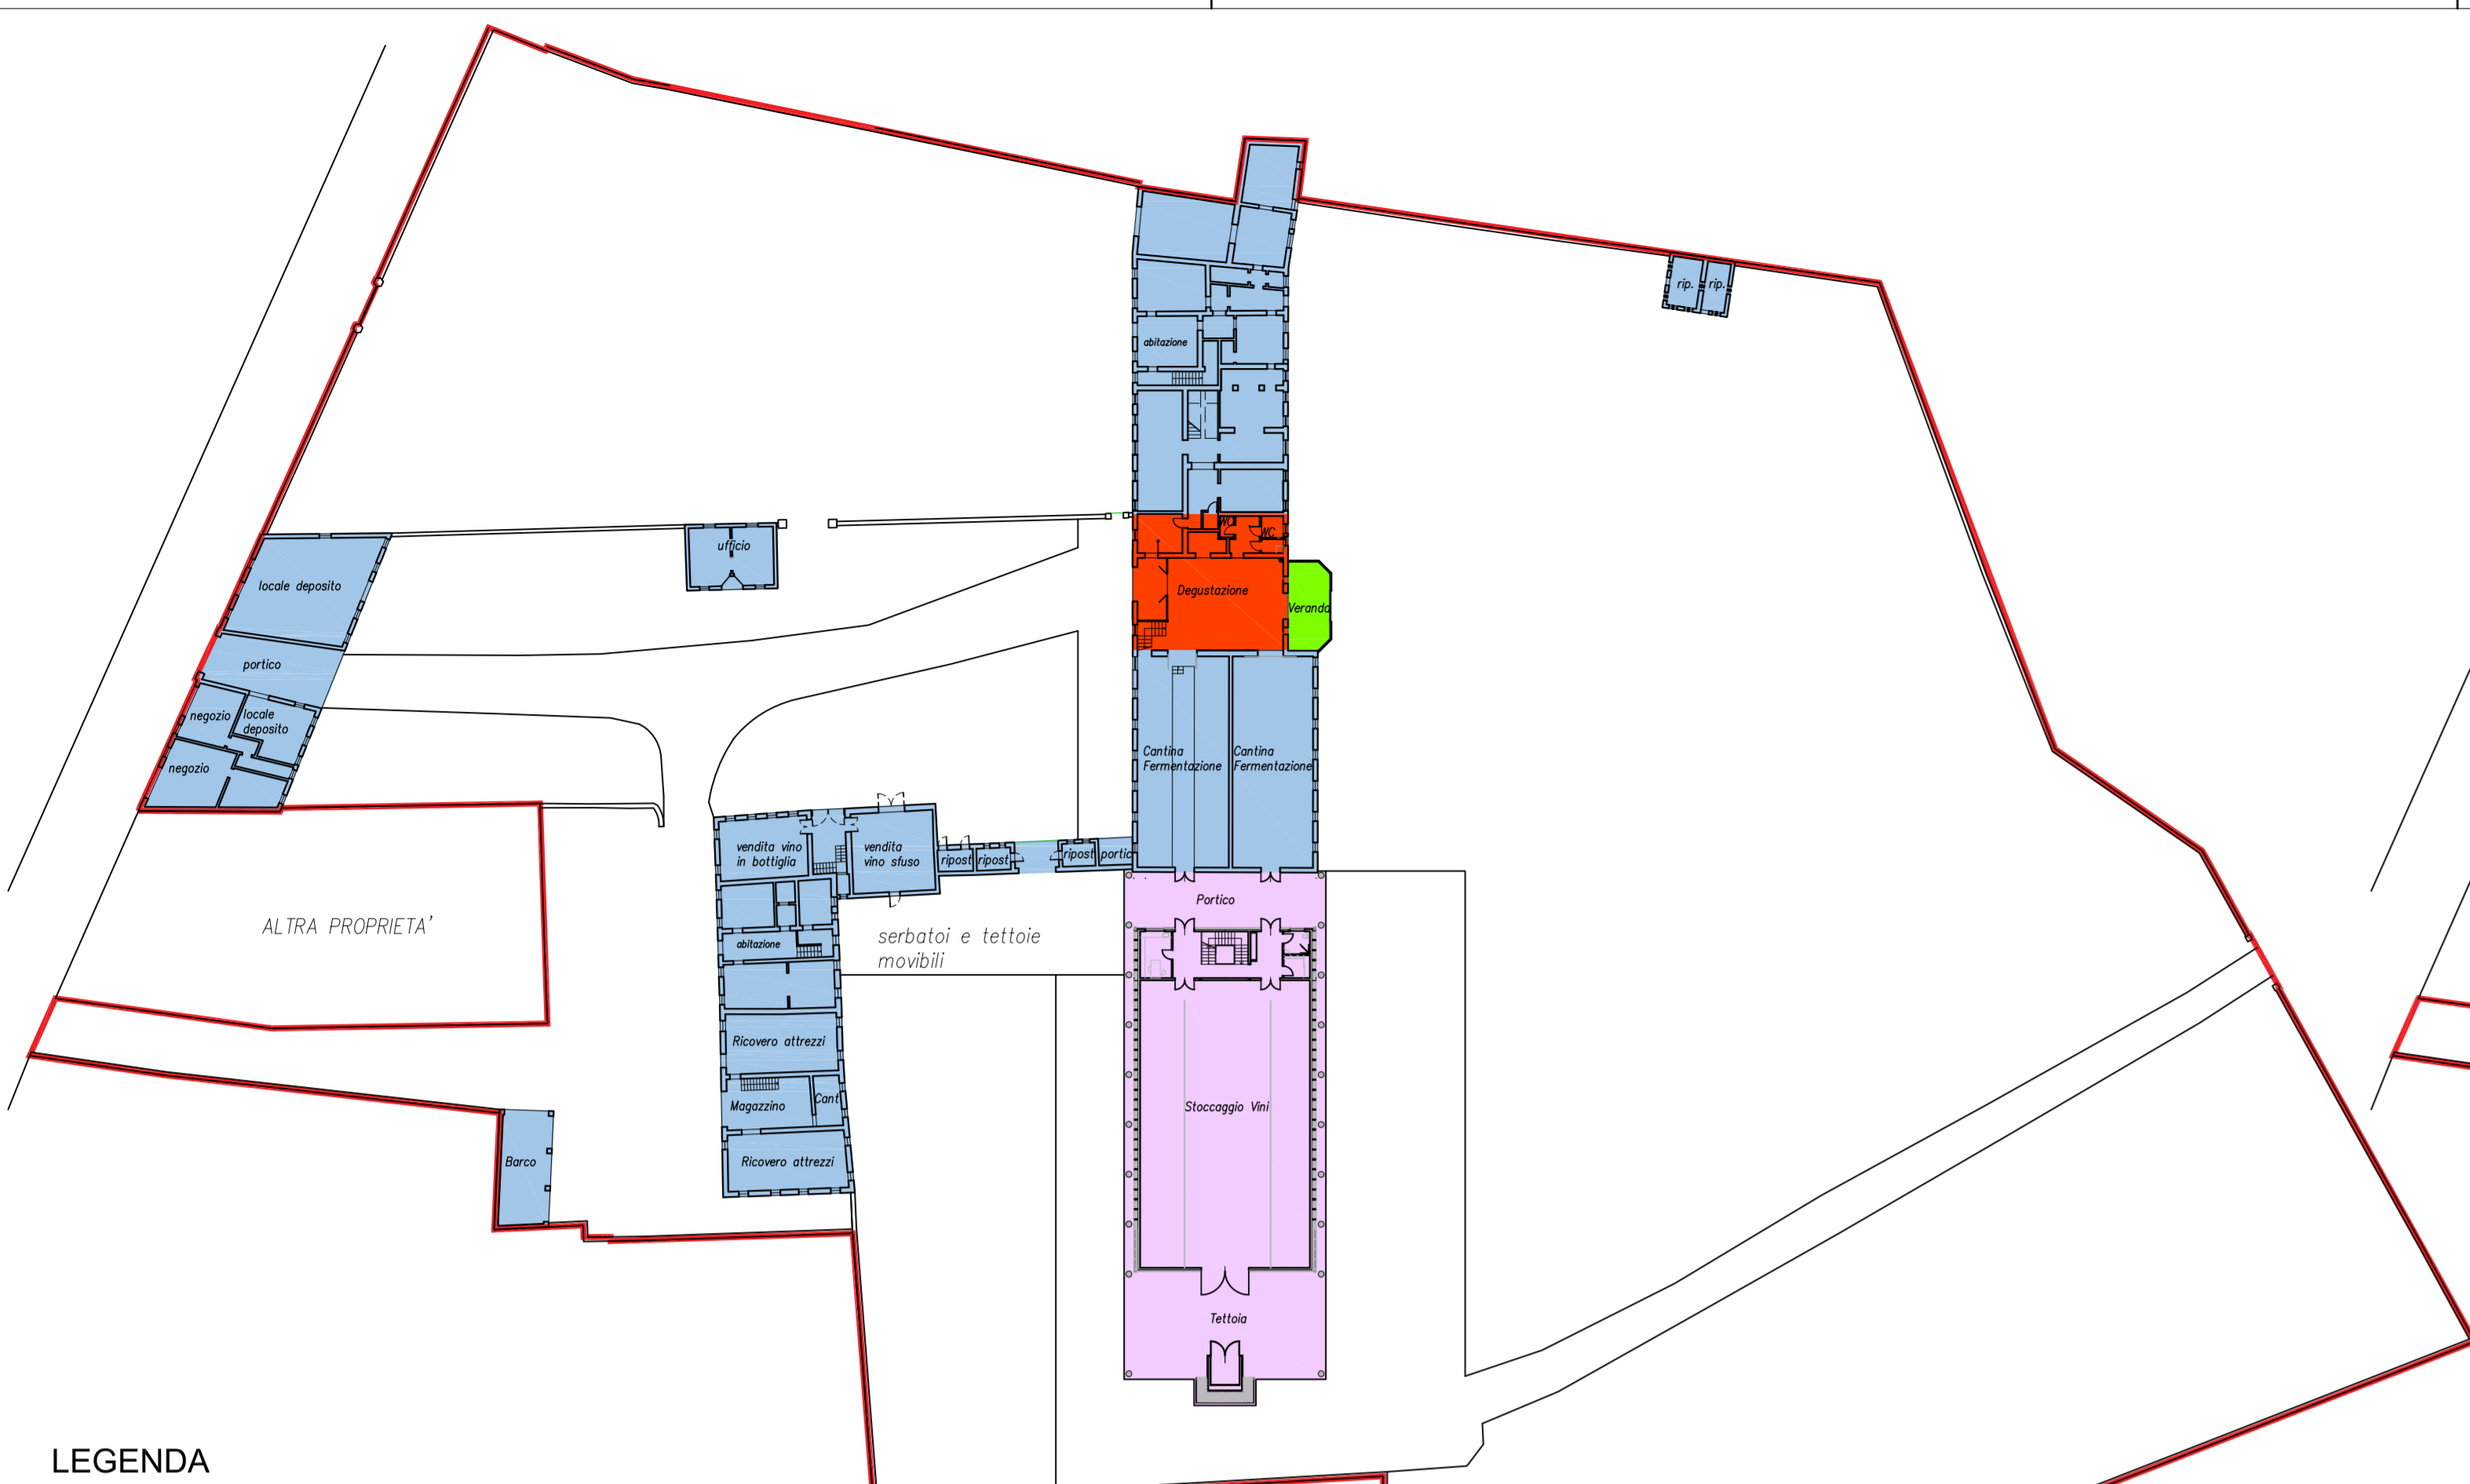 rip.
rip.
abitazione
ufficio
WC
WC
locale deposito
Degustazione
Veranda
portico
negozio
locale
deposito
negozio
Cantina
Fermentazione
Cantina
Fermentazione
vendita vino
in bottiglia
vendita
vino sfuso
ripost
ripost
ripost
portic
Portico
ALTRA PROPRIETA'
serbatoi e tettoie
movibili
abitazione
Ricovero attrezzi
Magazzino
Cant
Stoccaggio Vini
Barco
Ricovero attrezzi
Tettoia
LEGENDA